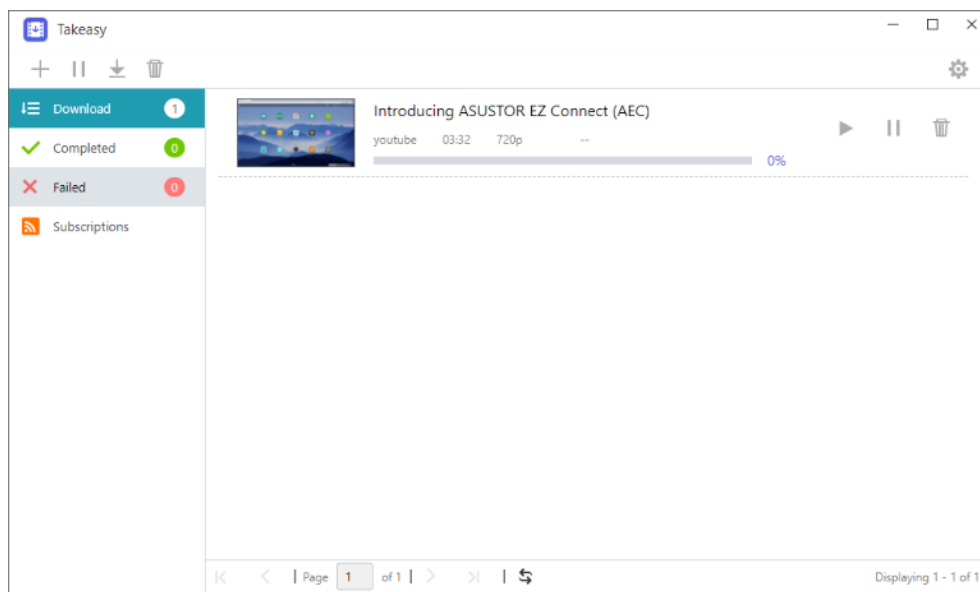 Takeasy
Download 1
Completed 0
Failed 0
Subscriptions
Introducing ASUSTOR EZ Connect (AEC)
youtube 03:32 720p --
0%
Page 1 of 1
Displaying 1 - 1 of 1